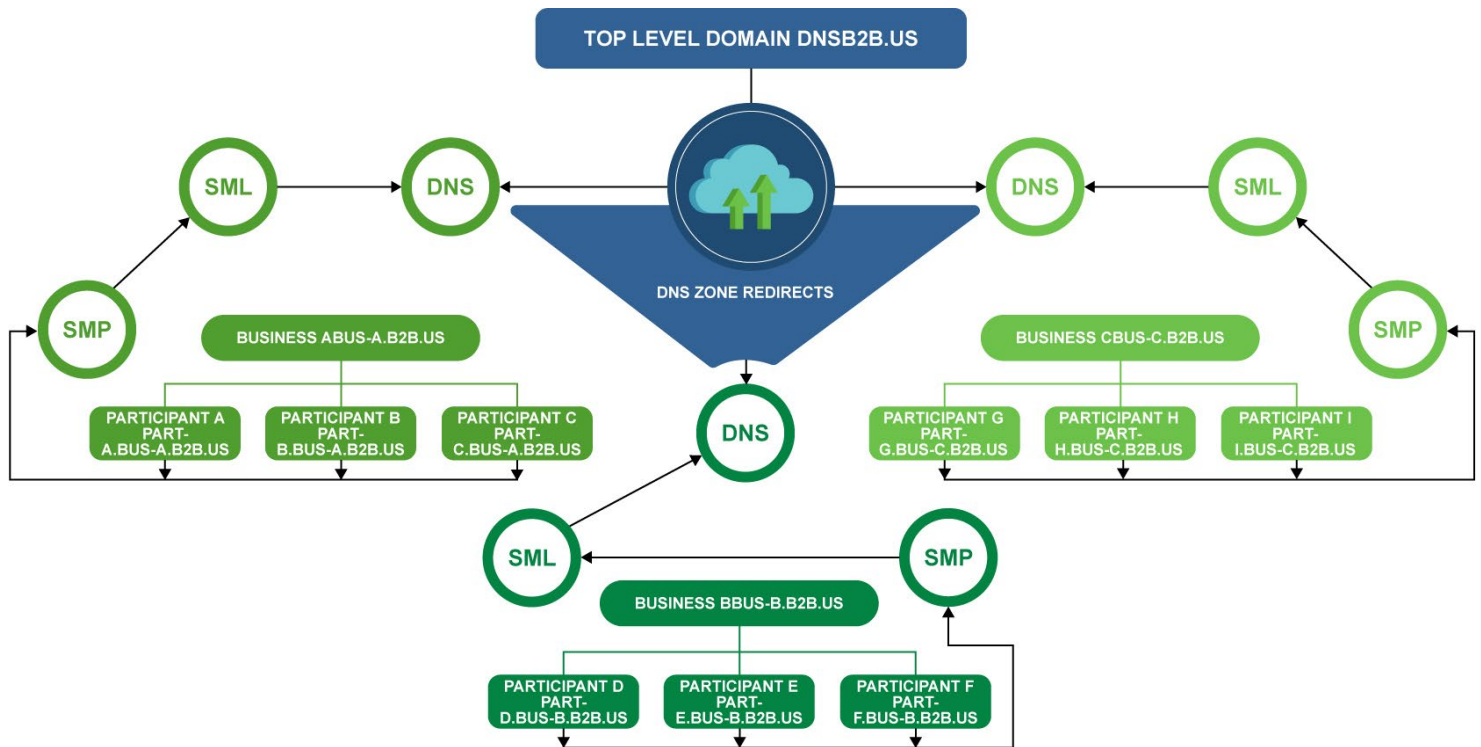 TOP LEVEL DOMAIN DNSB2B.US
SML
DNS
DNS
SML
DNS ZONE REDIRECTS
SMP
SMP
BUSINESS ABUS-A.B2B.US
PARTICIPANT A
PART-
A.BUS-A.B2B.US
PARTICIPANT B
PART-
B.BUS-A.B2B.US
PARTICIPANT C
PART-
C.BUS-A.B2B.US
BUSINESS CBUS-C.B2B.US
PARTICIPANT G
PART-
G.BUS-C.B2B.US
PARTICIPANT H
PART-
H.BUS-C.B2B.US
PARTICIPANT I
PART-
I.BUS-C.B2B.US
DNS
SML
SMP
BUSINESS BBUS-B.B2B.US
PARTICIPANT D
PART-
D.BUS-B.B2B.US
PARTICIPANT E
PART-
E.BUS-B.B2B.US
PARTICIPANT F
PART-
F.BUS-B.B2B.US